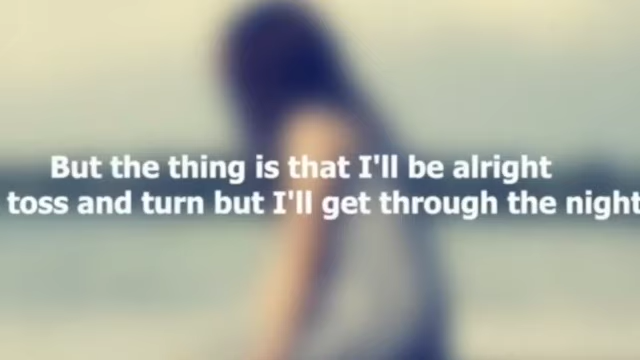 But the thing is that I'll be alright
toss and turn but I'll get through the night